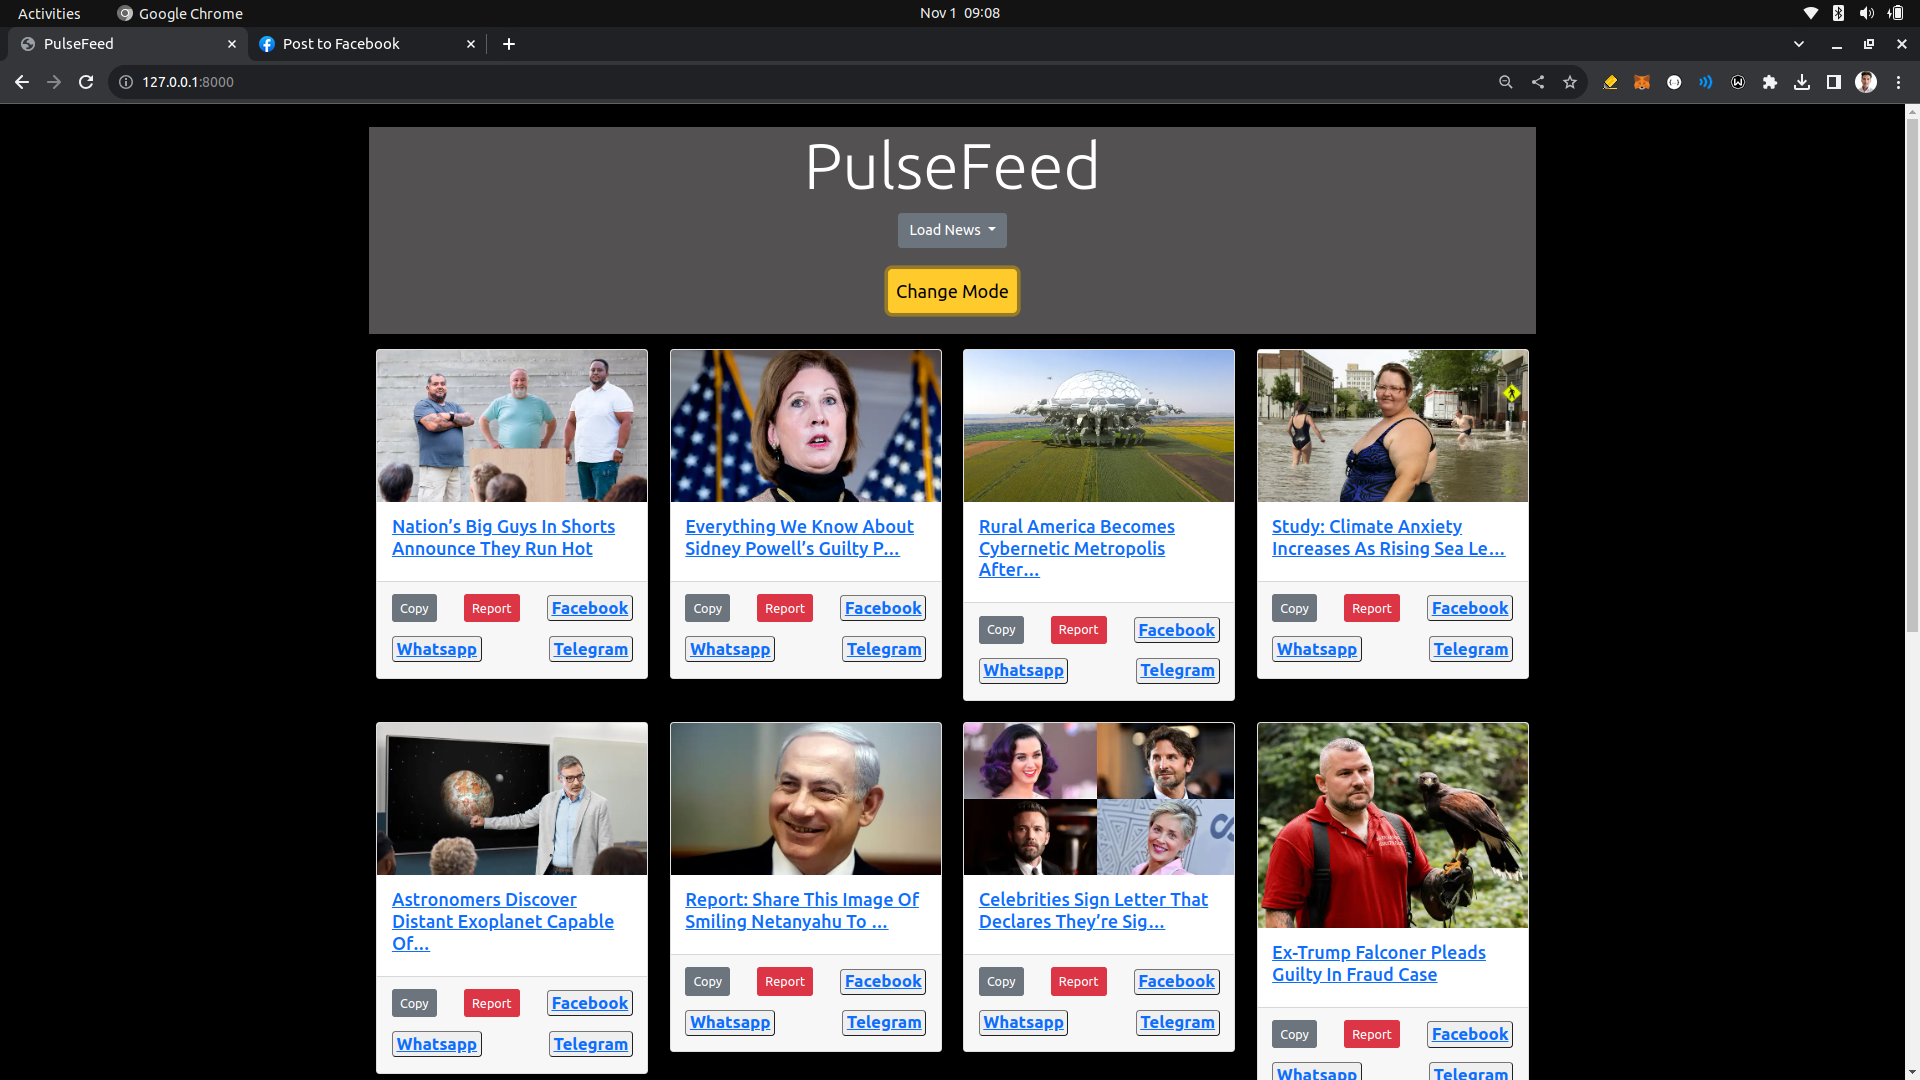 Activities
Google Chrome
Nov 1 09:08
PulseFeed
Post to Facebook
127.0.0.1:8000
PulseFeed
Load News
Change Mode
Nation’s Big Guys In Shorts
Announce They Run Hot
Copy
Report
Facebook
Whatsapp
Telegram
Everything We Know About
Sidney Powell’s Guilty P...
Copy
Report
Facebook
Whatsapp
Telegram
Rural America Becomes
Cybernetic Metropolis
After...
Copy
Report
Facebook
Whatsapp
Telegram
Study: Climate Anxiety
Increases As Rising Sea Le...
Copy
Report
Facebook
Whatsapp
Telegram
Astronomers Discover
Distant Exoplanet Capable
Of...
Copy
Report
Facebook
Whatsapp
Telegram
Report: Share This Image Of
Smiling Netanyahu To ...
Copy
Report
Facebook
Whatsapp
Telegram
Celebrities Sign Letter That
Declares They’re Sig...
Copy
Report
Facebook
Whatsapp
Telegram
Ex-Trump Falconer Pleads
Guilty In Fraud Case
Copy
Report
Facebook
Whatsapp
Telegram